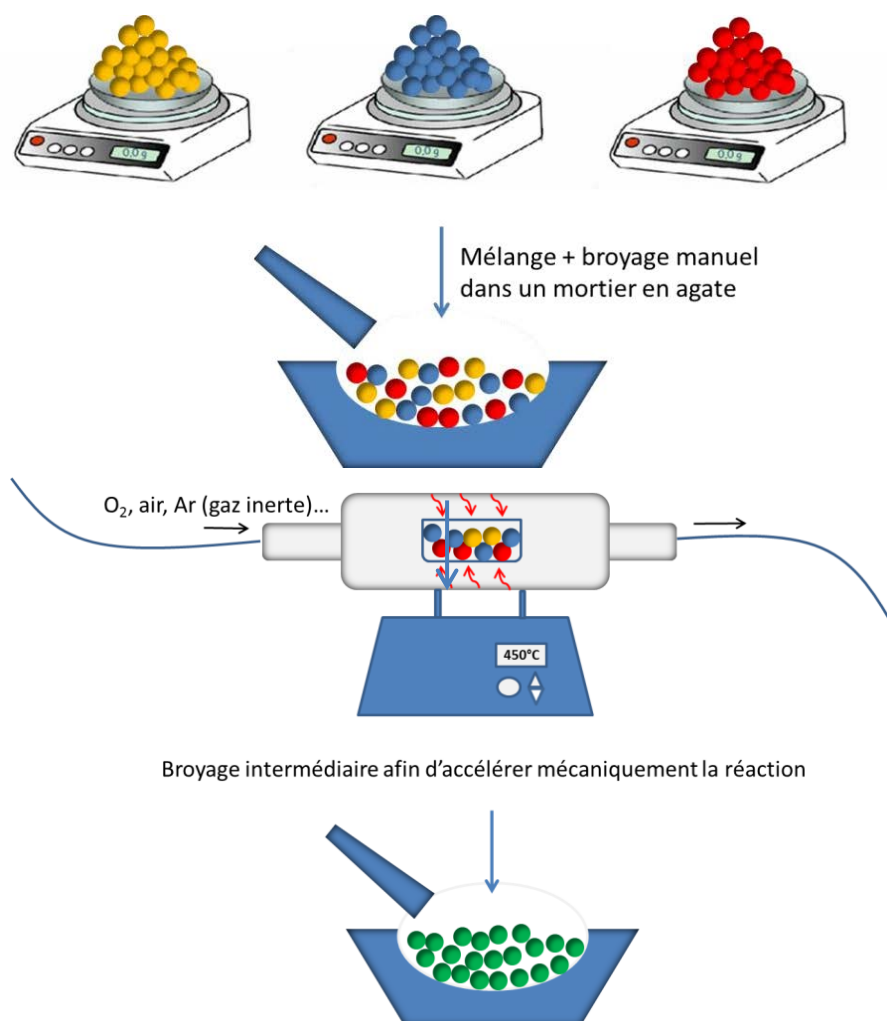 0,0 g
0,0 g
0,0 g
Mélange + broyage manuel
dans un mortier en agate
O₂, air, Ar (gaz inerte)...
450°C
Broyage intermédiaire afin d'accélérer mécaniquement la réaction